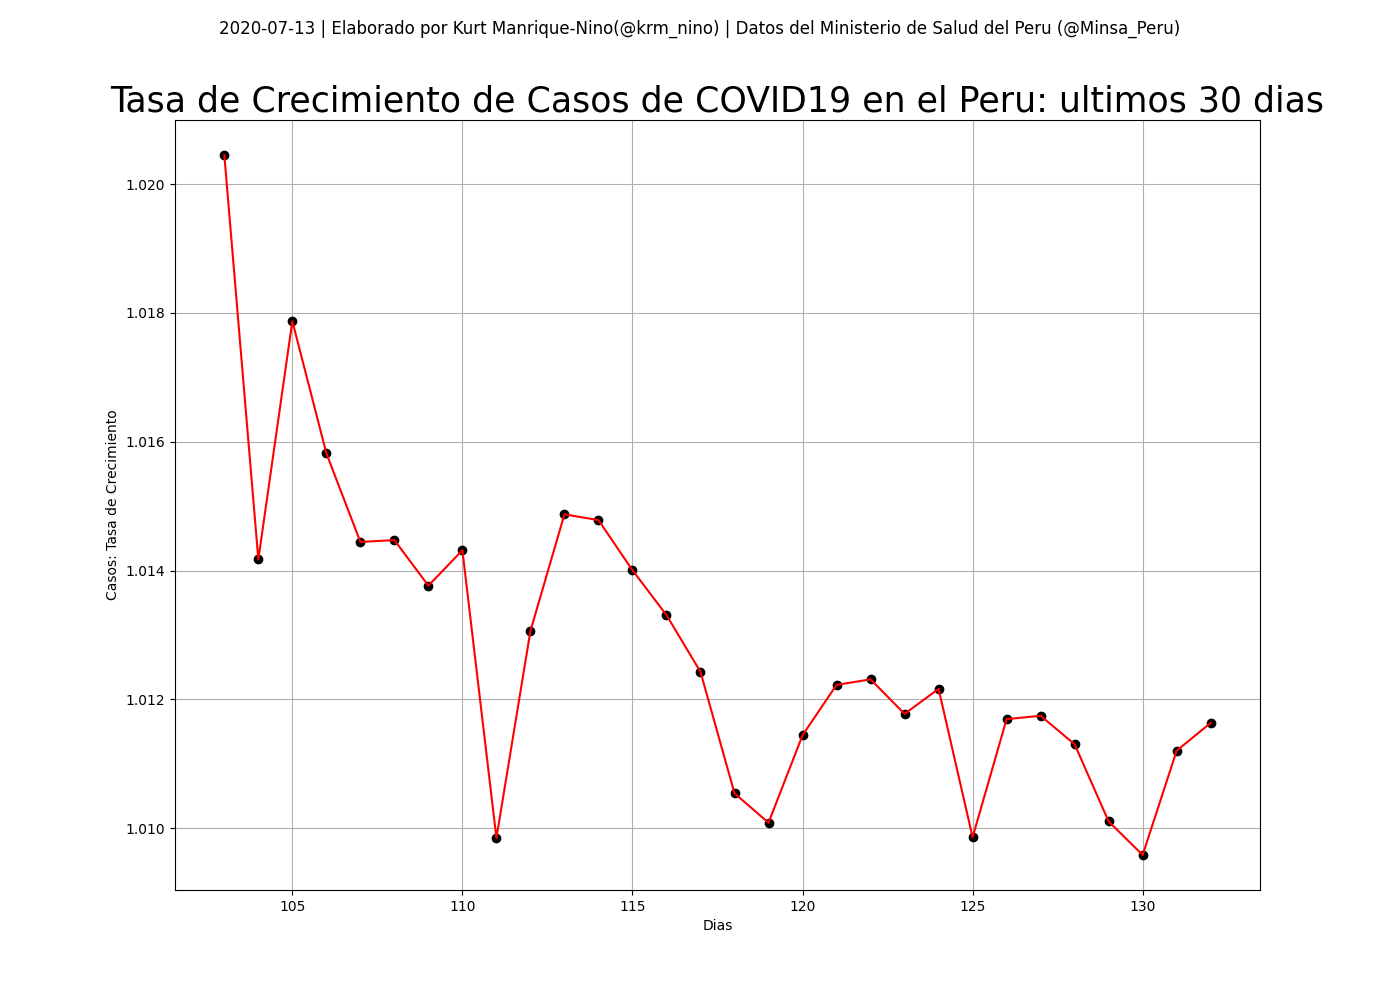 2020-07-13 | Elaborado por Kurt Manrique-Nino(@krm_nino) | Datos del Ministerio de Salud del Peru (@Minsa_Peru)
Tasa de Crecimiento de Casos de COVID19 en el Peru: ultimos 30 dias
1.020
1.018
1.016
1.014
1.012
1.010
Casos: Tasa de Crecimiento
105 110 115 120 125 130
Dias